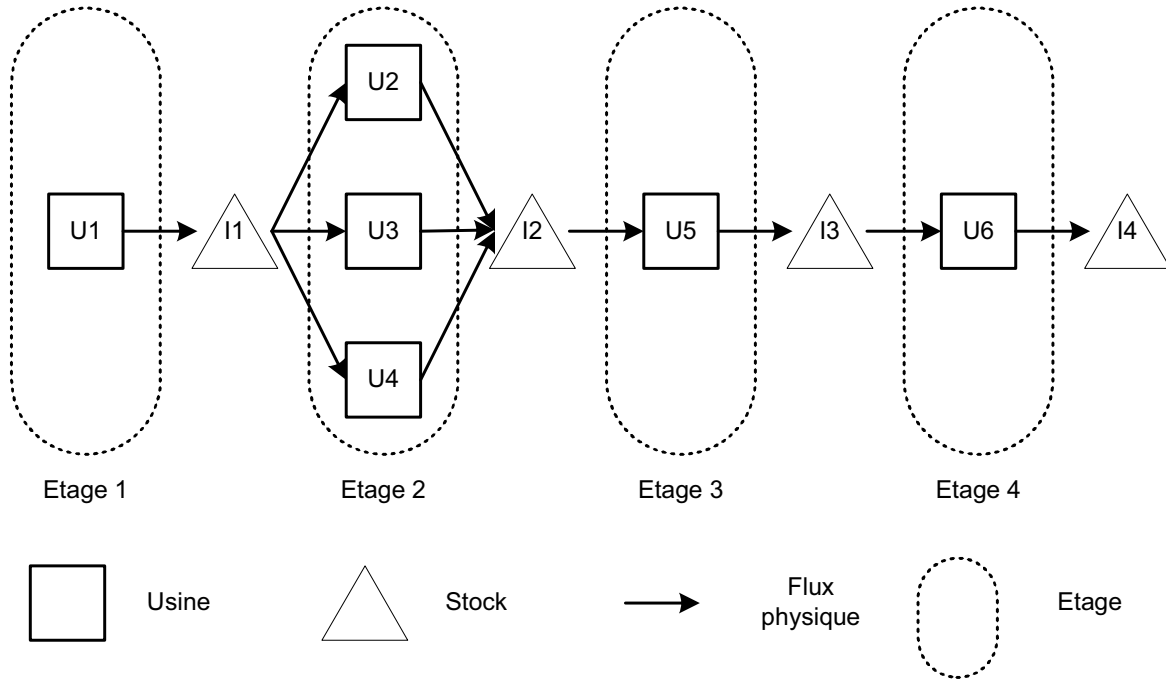 U2
U1
I1
U3
I2
U5
I3
U6
I4
U4
Etage 1
Etage 2
Etage 3
Etage 4
Usine
Stock
Flux
physique
Etage